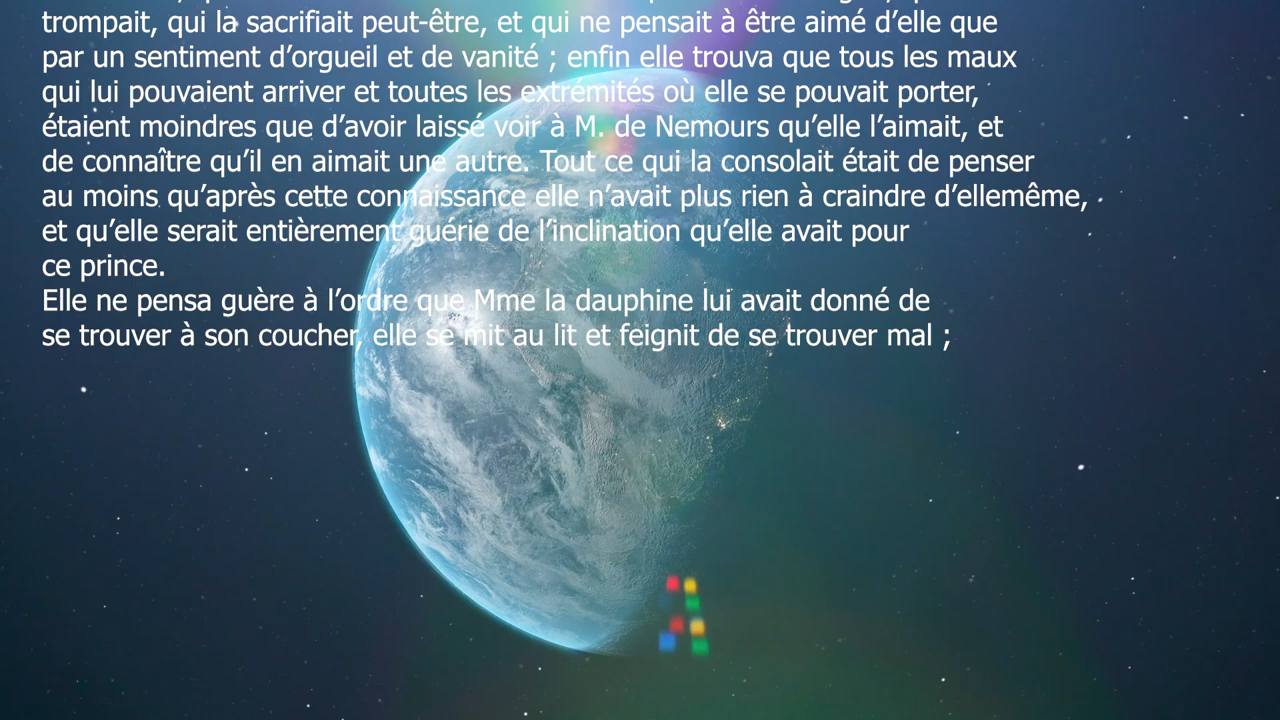 trompait, qui la sacrifiait peut-être, et qui ne pensait à être aimé d’elle que
par un sentiment d’orgueil et de vanité ; enfin elle trouva que tous les maux
qui lui pouvaient arriver et toutes les extrémités où elle se pouvait porter,
étaient moindres que d’avoir laissé voir à M. de Nemours qu’elle l’aimait, et
de connaître qu’il en aimait une autre. Tout ce qui la consolait était de penser
au moins qu’après cette connaissance elle n’avait plus rien à craindre d’ellemême,
et qu’elle serait entièrement guérie de l’inclination qu’elle avait pour
ce prince.
Elle ne pensa guère à l’ordre que Mme la dauphine lui avait donné de
se trouver à son coucher, elle se mit au lit et feignit de se trouver mal ;